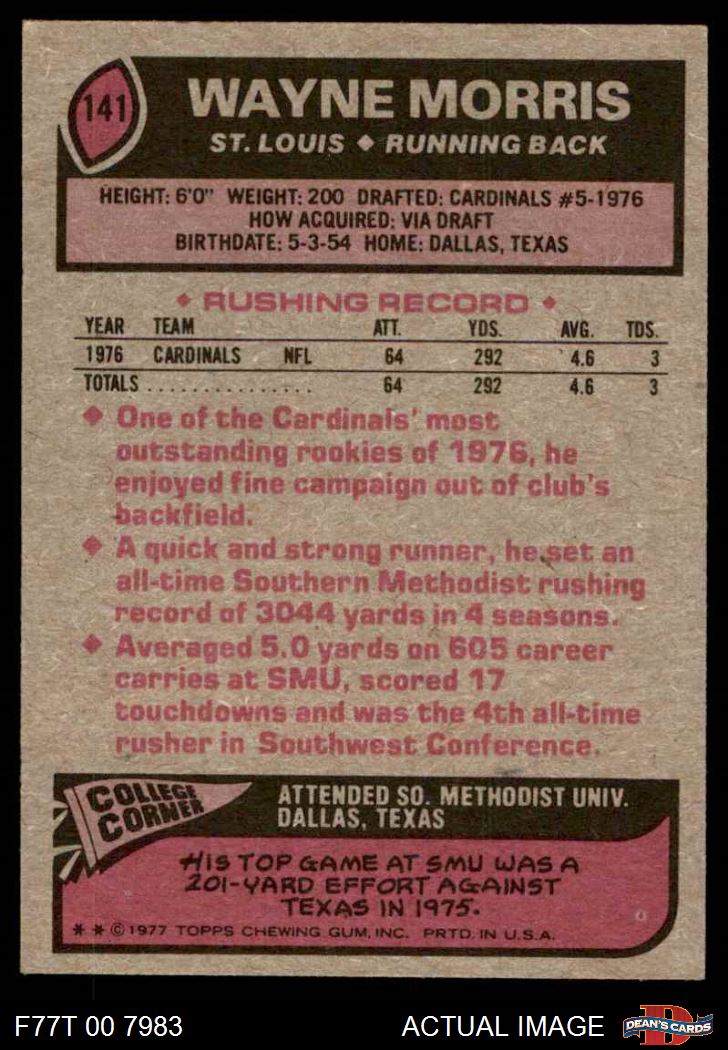 141
WAYNE MORRIS
ST. LOUIS ◆ RUNNING BACK
HEIGHT: 6'0" WEIGHT: 200 DRAFTED: CARDINALS #5-1976
HOW ACQUIRED: VIA DRAFT
BIRTHDATE: 5-3-54 HOME: DALLAS, TEXAS
◆ RUSHING RECORD ◆
YEAR TEAM ATT. YDS. AVG. TDS.
1976 CARDINALS NFL 64 292 4.6 3
TOTALS ................ 64 292 4.6 3
◆ One of the Cardinals' most
outstanding rookies of 1976, he
enjoyed fine campaign out of club's
backfield.
◆ A quick and strong runner, he set an
all-time Southern Methodist rushing
record of 3044 yards in 4 seasons.
◆ Averaged 5.0 yards on 605 career
carries at SMU, scored 17
touchdowns and was the 4th all-time
rusher in Southwest Conference.
COLLEGE
CORNER
ATTENDED SO. METHODIST UNIV.
DALLAS, TEXAS
HIS TOP GAME AT SMU WAS A
201-YARD EFFORT AGAINST
TEXAS IN 1975.
* * © 1977 TOPPS CHEWING GUM, INC. PRTD. IN U.S.A.
F77T 00 7983 ACTUAL IMAGE
D
DEAN'S CARDS